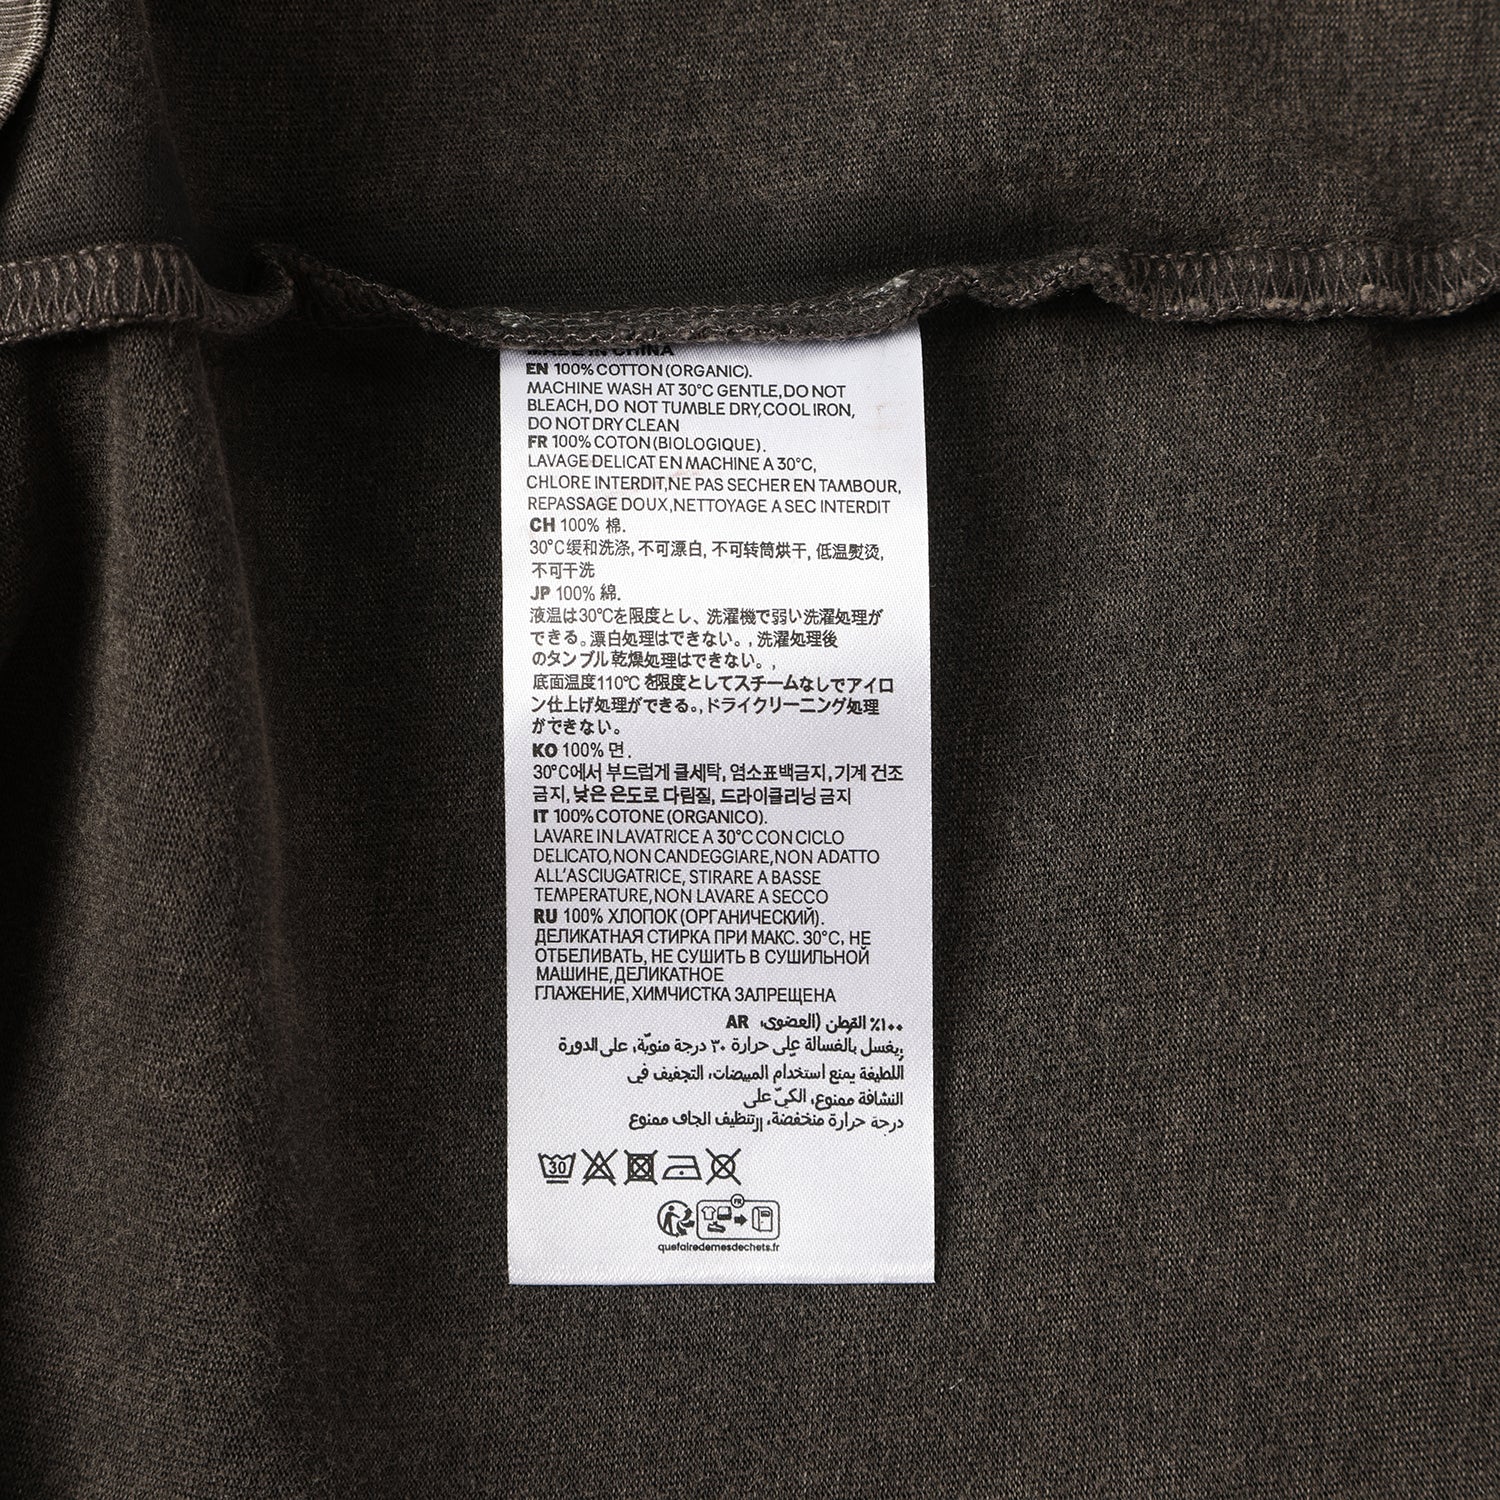 MADE IN CHINA
EN 100% COTTON (ORGANIC).
MACHINE WASH AT 30°C GENTLE, DO NOT
BLEACH, DO NOT TUMBLE DRY, COOL IRON,
DO NOT DRY CLEAN
FR 100% COTON (BIOLOGIQUE).
LAVAGE DELICAT EN MACHINE A 30°C,
CHLORE INTERDIT, NE PAS SECHER EN TAMBOUR,
REPASSAGE DOUX, NETTOYAGE A SEC INTERDIT
CH 100% 棉.
30°C缓和洗涤, 不可漂白, 不可转筒烘干, 低温熨烫,
不可干洗
JP 100% 綿.
液温は30℃を限度とし、洗濯機で弱い洗濯処理が
できる。漂白処理はできない。, 洗濯処理後
のタンブル乾燥処理はできない。,
底面温度110℃を限度としてスチームなしでアイロ
ン仕上げ処理ができる。, ドライクリーニング処理
ができない。
KO 100% 면.
30°C에서 부드럽게 클세탁, 염소표백금지, 기계 건조
금지, 낮은 온도로 다림질, 드라이클리닝 금지
IT 100% COTONE (ORGANICO).
LAVARE IN LAVATRICE A 30°C CON CICLO
DELICATO, NON CANDEGGIARE, NON ADATTO
ALL'ASCIUGATRICE, STIRARE A BASSE
TEMPERATURE, NON LAVARE A SECCO
RU 100% ХЛОПОК (ОРГАНИЧЕСКИЙ).
ДЕЛИКАТНАЯ СТИРКА ПРИ МАКС. 30°C, НЕ
ОТБЕЛИВАТЬ, НЕ СУШИТЬ В СУШИЛЬНОЙ
МАШИНЕ, ДЕЛИКАТНОЕ
ГЛАЖЕНИЕ, ХИМЧИСТКА ЗАПРЕЩЕНА
١٠٠٪ القطن (العضوي، AR
يغسل بالغسالة على حرارة ٣٠ درجة مئويّة، على الدورة
اللطيفة يمنع استخدام المبيضات، التجفيف في
النشافة ممنوع، الكيّ على
درجة حرارة منخفضة، التنظيف الجاف ممنوع
30
FR
quefairedemesdechets.fr